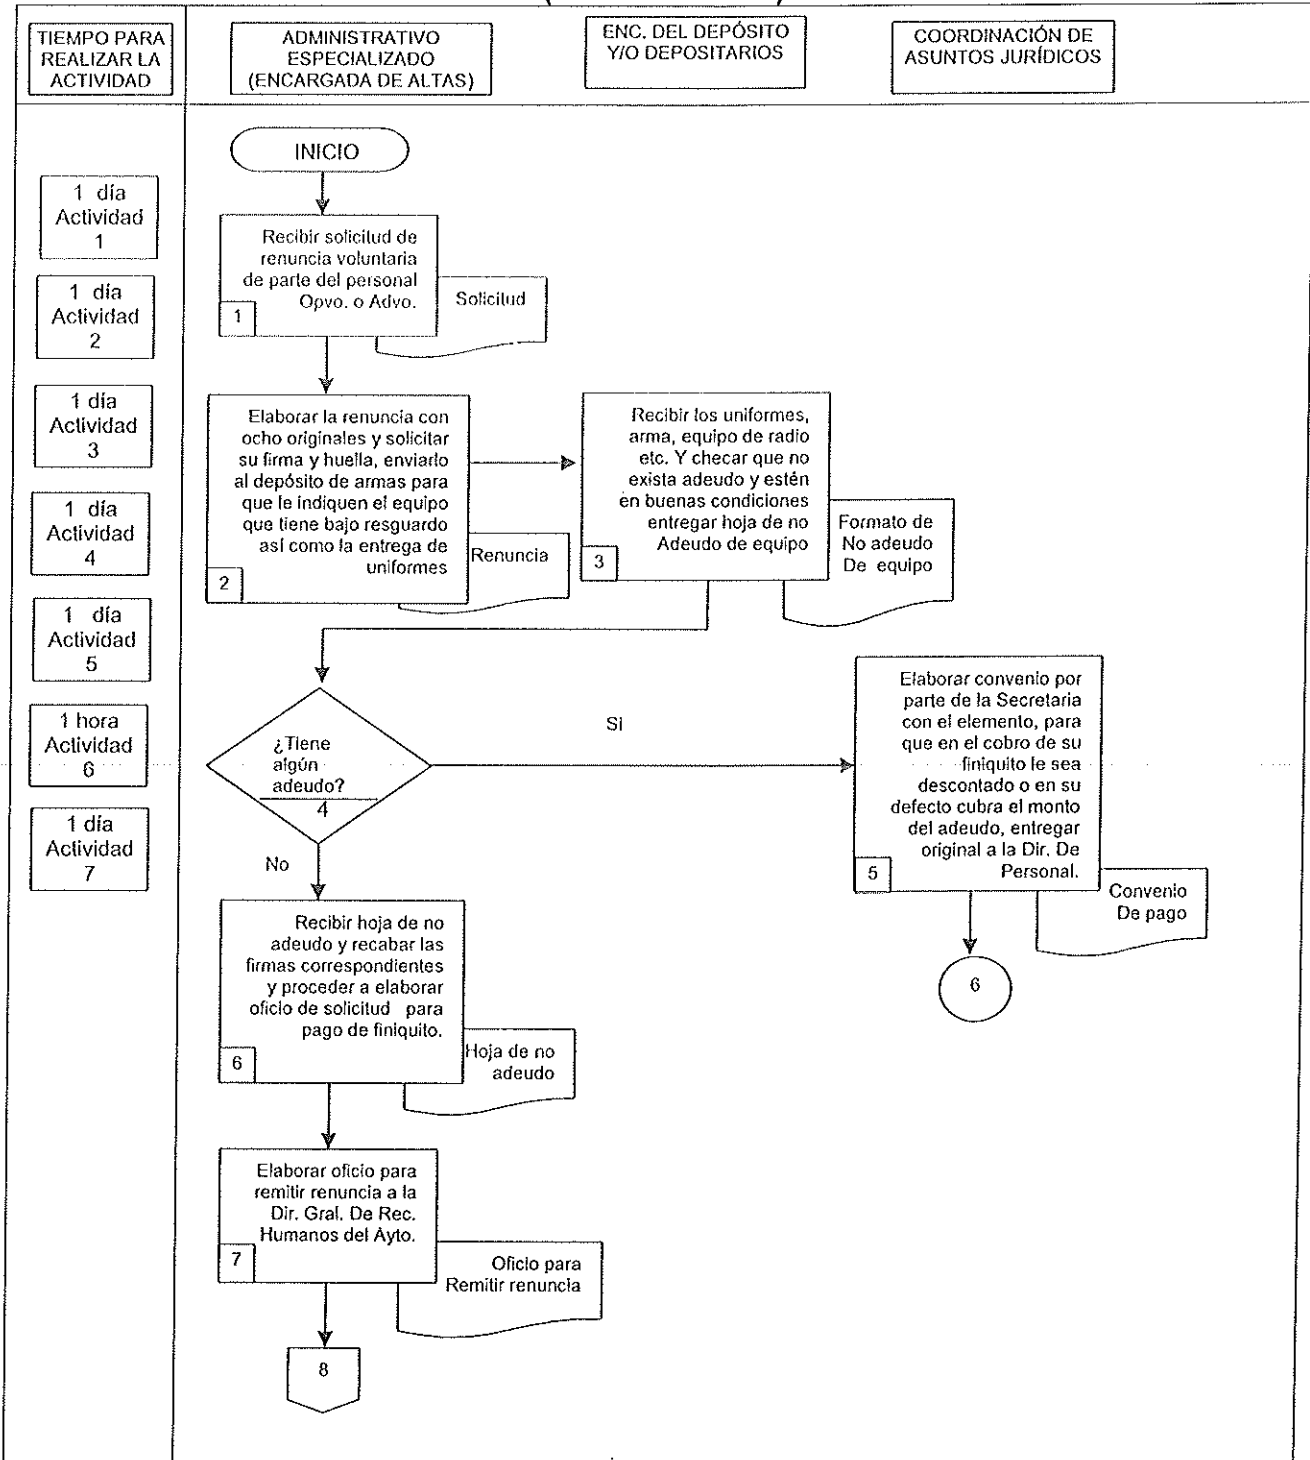 TIEMPO PARA
REALIZAR LA
ACTIVIDAD
ADMINISTRATIVO
ESPECIALIZADO
(ENCARGADA DE ALTAS)
ENC. DEL DEPÓSITO
Y/O DEPOSITARIOS
COORDINACIÓN DE
ASUNTOS JURÍDICOS
1 día
Actividad
1
1 día
Actividad
2
1 día
Actividad
3
1 día
Actividad
4
1 día
Actividad
5
1 hora
Actividad
6
1 día
Actividad
7
INICIO
Recibir solicitud de
renuncia voluntaria
de parte del personal
Opvo. o Advo.
1
Solicitud
Elaborar la renuncia con
ocho originales y solicitar
su firma y huella, enviarlo
al depósito de armas para
que le indiquen el equipo
que tiene bajo resguardo
así como la entrega de
uniformes
2
Renuncia
Recibir los uniformes,
arma, equipo de radio
etc. Y checar que no
exista adeudo y estén
en buenas condiciones
entregar hoja de no
Adeudo de equipo
3
Formato de
No adeudo
De equipo
¿Tiene
algún
adeudo?
4
Si
No
Elaborar convenio por
parte de la Secretaria
con el elemento, para
que en el cobro de su
finiquito le sea
descontado o en su
defecto cubra el monto
del adeudo, entregar
original a la Dir. De
Personal.
5
Convenio
De pago
6
Recibir hoja de no
adeudo y recabar las
firmas correspondientes
y proceder a elaborar
oficio de solicitud para
pago de finiquito.
6
Hoja de no
adeudo
Elaborar oficio para
remitir renuncia a la
Dir. Gral. De Rec.
Humanos del Ayto.
7
Oficio para
Remitir renuncia
8